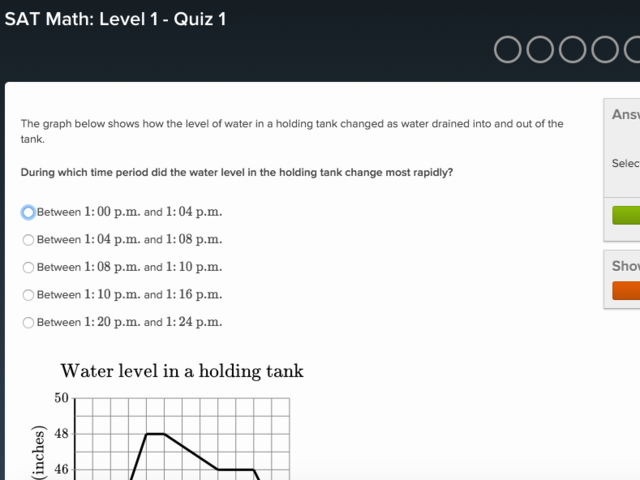 SAT Math: Level 1 - Quiz 1
The graph below shows how the level of water in a holding tank changed as water drained into and out of the
tank.
During which time period did the water level in the holding tank change most rapidly?
Between 1:00 p.m. and 1:04 p.m.
Between 1:04 p.m. and 1:08 p.m.
Between 1:08 p.m. and 1:10 p.m.
Between 1:10 p.m. and 1:16 p.m.
Between 1:20 p.m. and 1:24 p.m.
Water level in a holding tank
50
48
46
(inches)
Ans
Selec
Sho